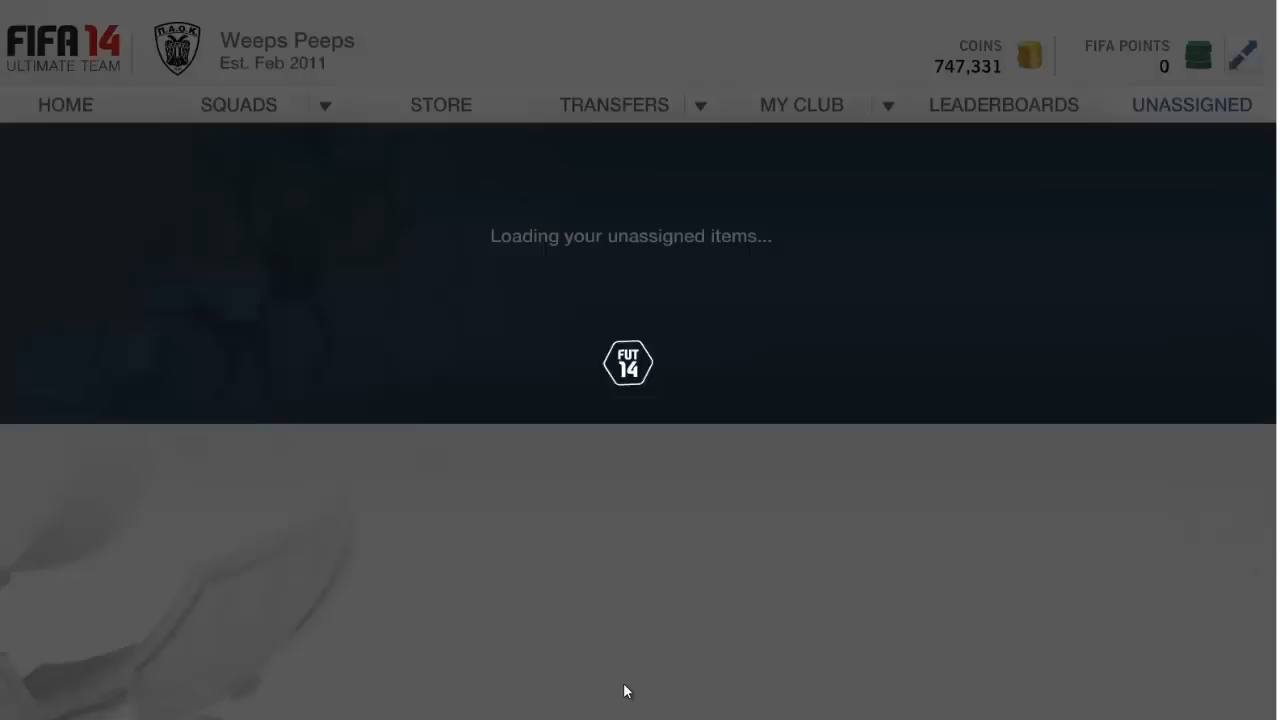 FIFA 14
ULTIMATE TEAM
Π.Α.Ο.Κ
Weeps Peeps
Est. Feb 2011
COINS
747,331
FIFA POINTS
0
HOME
SQUADS
STORE
TRANSFERS
MY CLUB
LEADERBOARDS
UNASSIGNED
Loading your unassigned items...
FUT
14